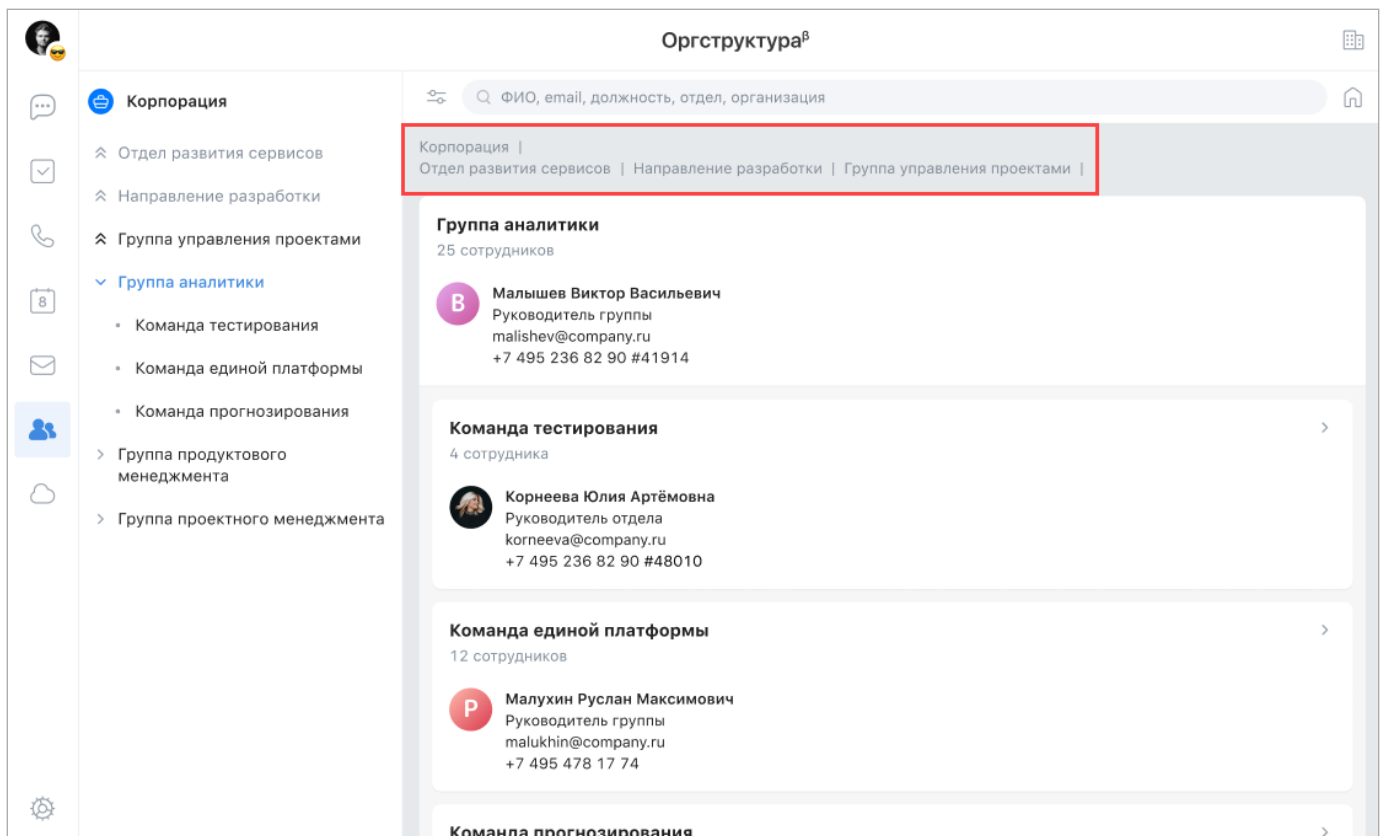 Оргструктураᵝ
Корпорация
Отдел развития сервисов
Направление разработки
Группа управления проектами
Группа аналитики
Команда тестирования
Команда единой платформы
Команда прогнозирования
Группа продуктового
менеджмента
Группа проектного менеджмента
8
ФИО, email, должность, отдел, организация
Корпорация |
Отдел развития сервисов | Направление разработки | Группа управления проектами |
Группа аналитики
25 сотрудников
В
Малышев Виктор Васильевич
Руководитель группы
malishev@company.ru
+7 495 236 82 90 #41914
Команда тестирования
4 сотрудника
Корнеева Юлия Артёмовна
Руководитель отдела
korneeva@company.ru
+7 495 236 82 90 #48010
Команда единой платформы
12 сотрудников
Р
Малухин Руслан Максимович
Руководитель группы
malukhin@company.ru
+7 495 478 17 74
Команда прогнозирования